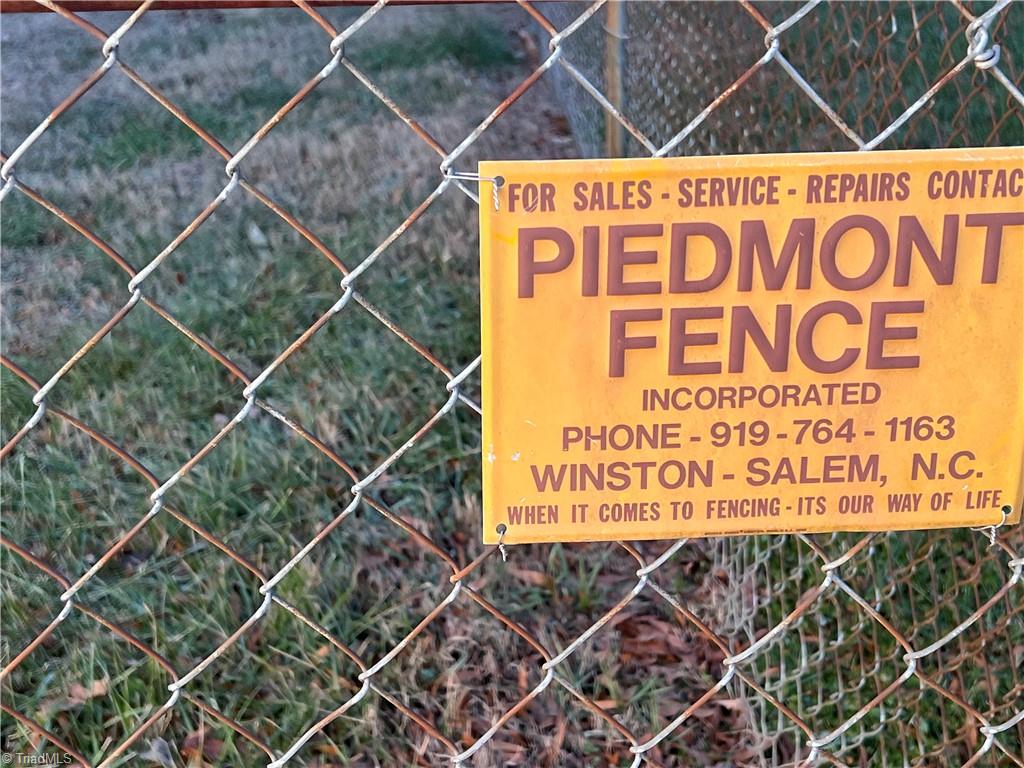 FOR SALES - SERVICE - REPAIRS CONTAC
PIEDMONT
FENCE
INCORPORATED
PHONE - 919 - 764 - 1163
WINSTON - SALEM, N.C.
WHEN IT COMES TO FENCING - ITS OUR WAY OF LIFE
© TriadMLS